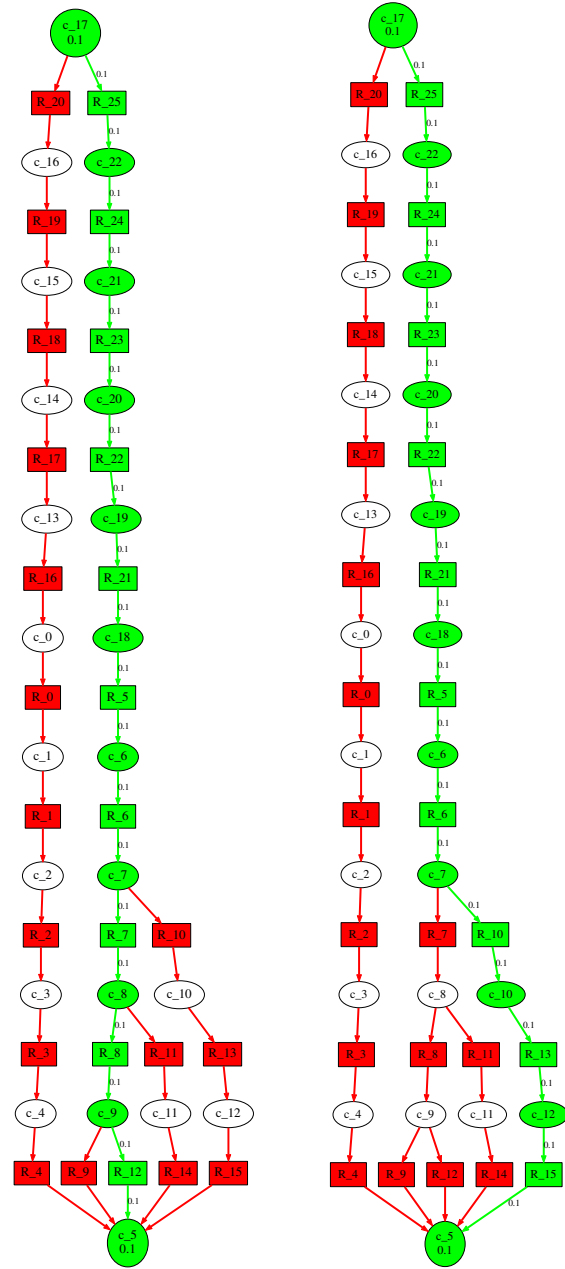 c_17
0.1
0.1
R_20 R_25
0.1
c_16 c_22
0.1
R_19 R_24
0.1
c_15 c_21
0.1
R_18 R_23
0.1
c_14 c_20
0.1
R_17 R_22
0.1
c_13 c_19
0.1
R_16 R_21
0.1
c_0 c_18
0.1
R_0 R_5
0.1
c_1 c_6
0.1
R_1 R_6
0.1
c_2 c_7
0.1
R_2 R_7 R_10
0.1
c_3 c_8 c_10
0.1
R_3 R_8 R_11 R_13
0.1
c_4 c_9 c_11 c_12
0.1
R_4 R_9 R_12 R_14 R_15
0.1
c_5
0.1
c_17
0.1
0.1
R_20 R_25
0.1
c_16 c_22
0.1
R_19 R_24
0.1
c_15 c_21
0.1
R_18 R_23
0.1
c_14 c_20
0.1
R_17 R_22
0.1
c_13 c_19
0.1
R_16 R_21
0.1
c_0 c_18
0.1
R_0 R_5
0.1
c_1 c_6
0.1
R_1 R_6
0.1
c_2 c_7
0.1
R_2 R_7 R_10
0.1
c_3 c_8 c_10
0.1
R_3 R_8 R_11 R_13
0.1
c_4 c_9 c_11 c_12
0.1
R_4 R_9 R_12 R_14 R_15
0.1
c_5
0.1